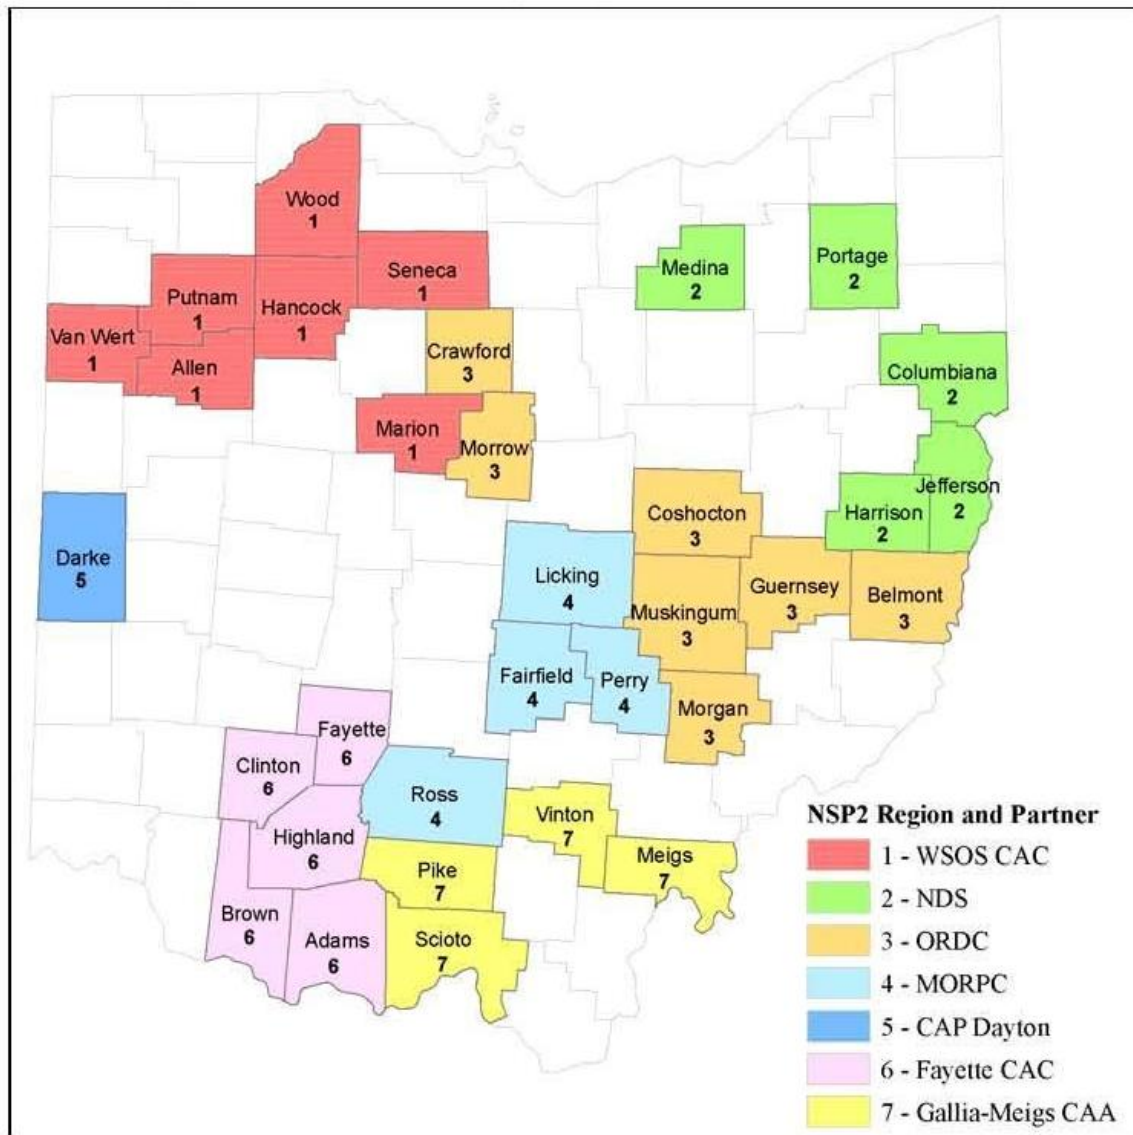 Wood
1
Seneca
1
Medina
2
Portage
2
Putnam
1
Hancock
1
Van Wert
1
Allen
1
Crawford
3
Columbiana
2
Marion
1
Morrow
3
Jefferson
2
Harrison
2
Coshocton
3
Darke
5
Licking
4
Guernsey
3
Belmont
3
Muskingum
3
Fairfield
4
Perry
4
Morgan
3
Fayette
6
Clinton
6
Ross
4
Vinton
7
Highland
6
Meigs
7
Pike
7
Brown
6
Adams
6
Scioto
7
NSP2 Region and Partner
1 - WSOS CAC
2 - NDS
3 - ORDC
4 - MORPC
5 - CAP Dayton
6 - Fayette CAC
7 - Gallia-Meigs CAA